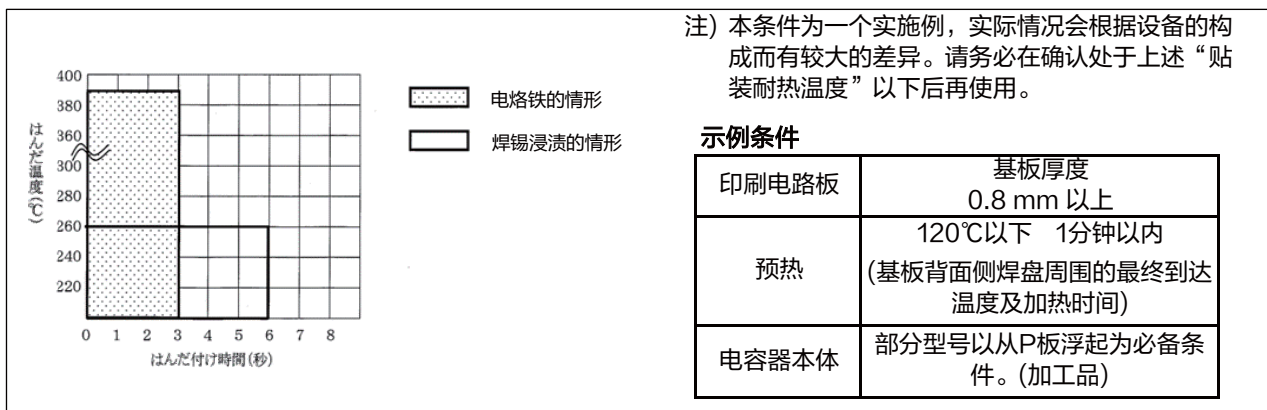 400
380
360
300
280
260
240
220
はんだ温度(℃)
0 1 2 3 4 5 6 7 8
はんだ付け時間(秒)
电烙铁的情形
焊锡浸渍的情形
注) 本条件为一个实施例，实际情况会根据设备的构
成而有较大的差异。请务必在确认处于上述“贴
装耐热温度”以下后再使用。
示例条件
印刷电路板
基板厚度
0.8 mm 以上
预热
120℃以下 1分钟以内
(基板背面侧焊盘周围的最终到达
温度及加热时间)
电容器本体
部分型号以从P板浮起为必备条
件。(加工品)